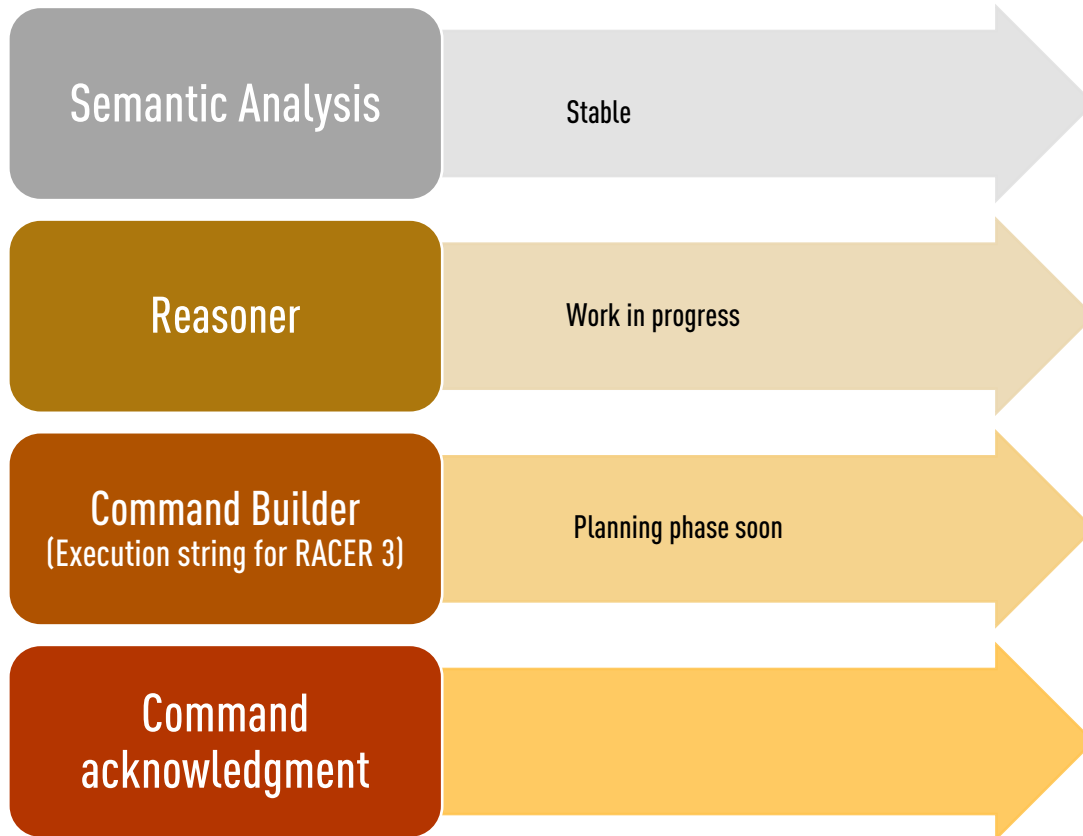 Semantic Analysis
Stable
Reasoner
Work in progress
Command Builder
(Execution string for RACER 3)
Planning phase soon
Command
acknowledgment